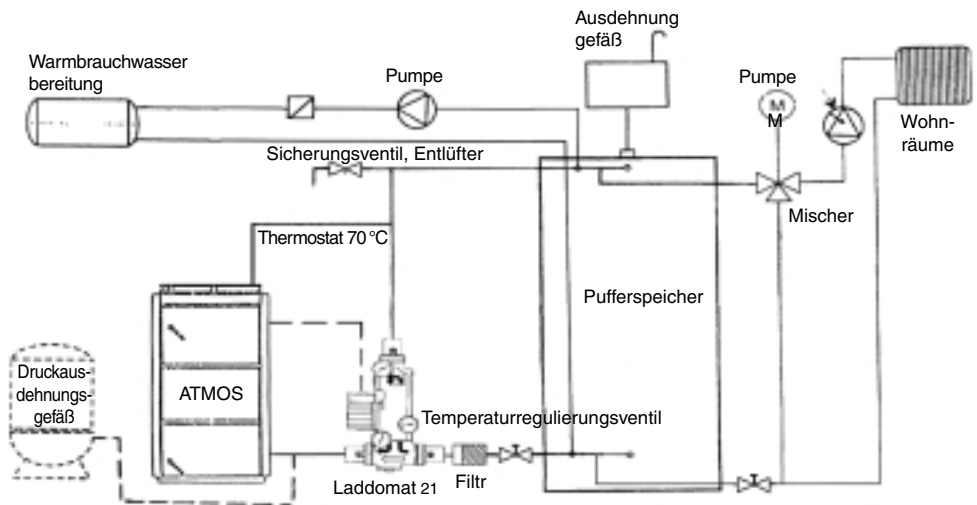 Ausdehnung
gefäß
Warmbrauchwasser
bereitung
Pumpe
Pumpe
M
M
Wohn-
räume
Sicherungsventil, Entlüfter
Mischer
Thermostat 70 °C
Pufferspeicher
Druckaus-
dehnungs-
gefäß
ATMOS
Temperaturregulierungsventil
Laddomat 21
Filtr